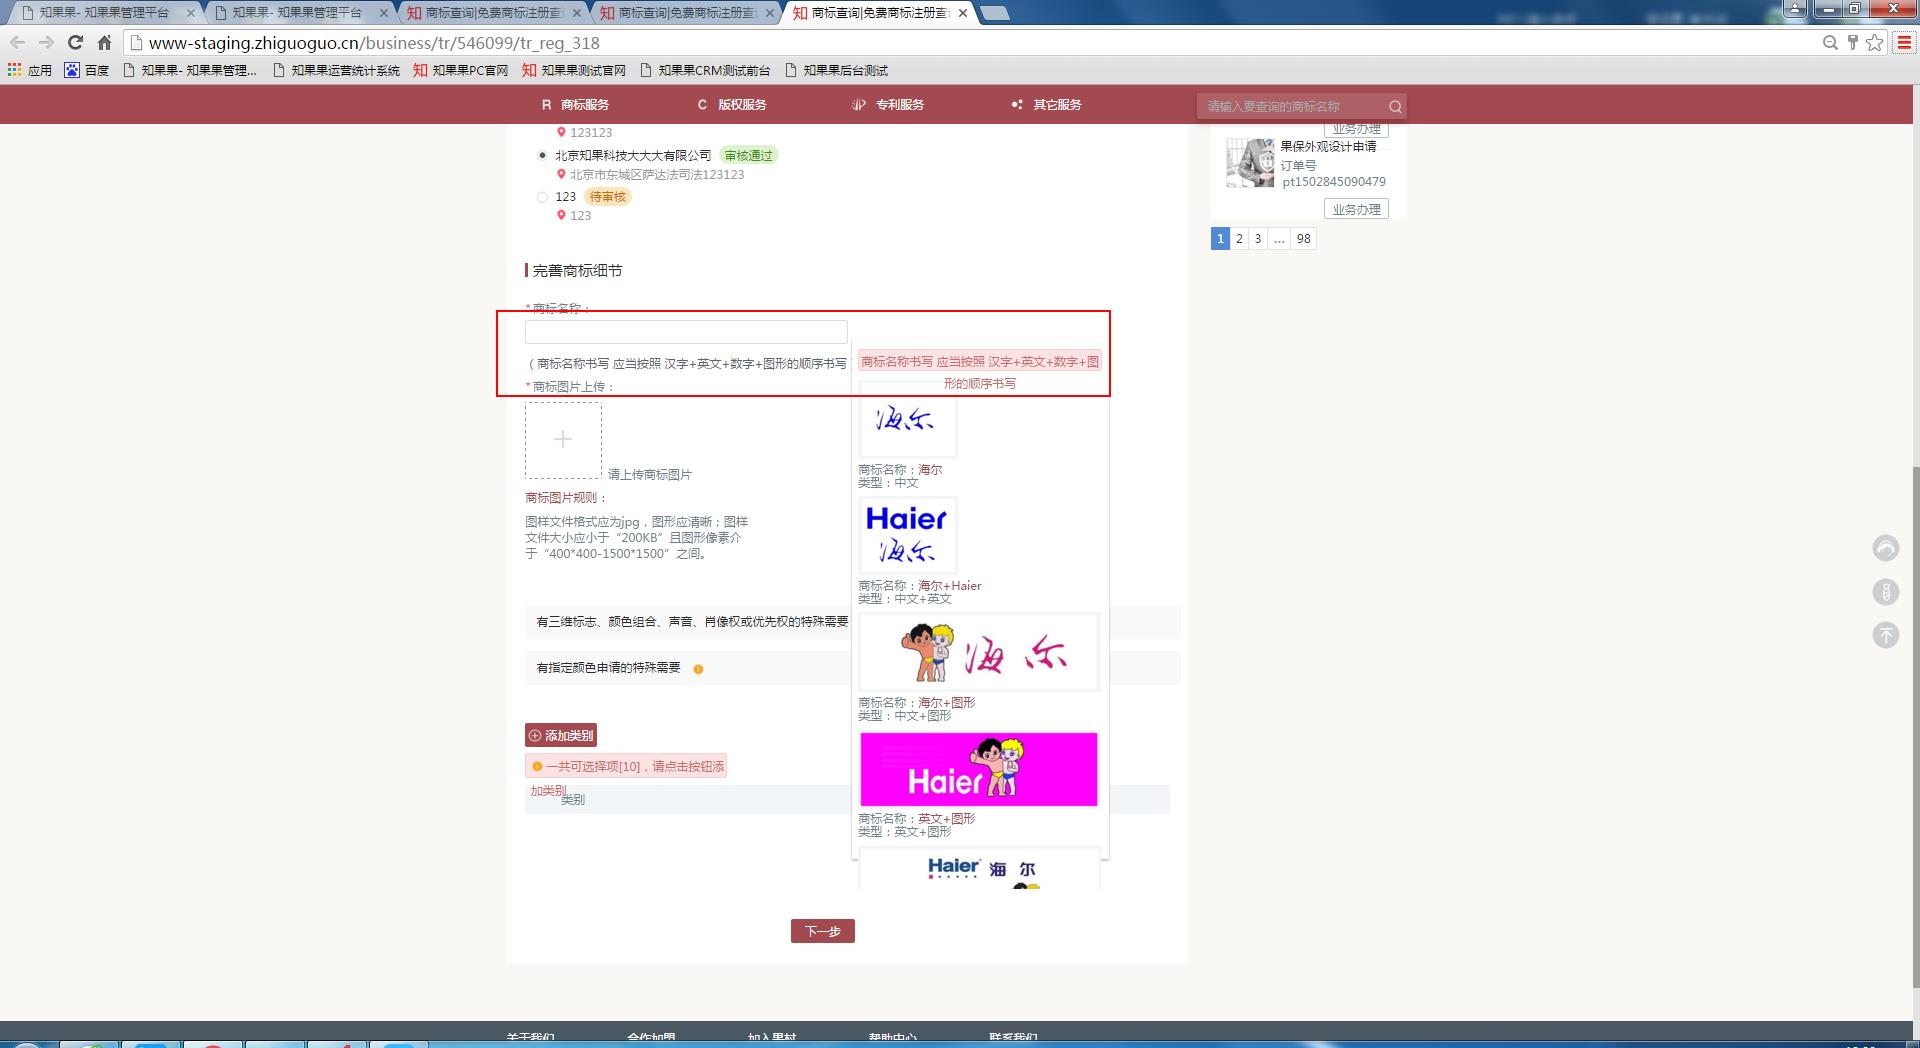 知果果- 知果果管理平台
知果果- 知果果管理平台
知 商标查询|免费商标注册查
知 商标查询|免费商标注册查
知 商标查询|免费商标注册查
www-staging.zhiguoguo.cn/business/tr/546099/tr_reg_318
应用 百度 知果果- 知果果管理... 知果果运营统计系统 知 知果果PC官网 知 知果果测试官网 知果果CRM测试前台 知果果后台测试
R 商标服务 C 版权服务 专利服务 其它服务 请输入要查询的商标名称
123123
北京知果科技大大大有限公司 审核通过
北京市东城区萨达法司法123123
123 待审核
123
业务办理
果保外观设计申请
订单号
pt1502845090479
业务办理
1 2 3 ... 98
完善商标细节
*商标名称：
（商标名称书写 应当按照 汉字+英文+数字+图形的顺序书写
*商标图片上传：
请上传商标图片
商标图片规则：
图样文件格式应为jpg，图形应清晰；图样
文件大小应小于“200KB”且图形像素介
于“400*400-1500*1500”之间。
有三维标志、颜色组合、声音、肖像权或优先权的特殊需要
有指定颜色申请的特殊需要
添加类别
一共可选择项[10]，请点击按钮添
加类别
类别
商标名称书写 应当按照 汉字+英文+数字+图
形的顺序书写
海尔
商标名称：海尔
类型：中文
Haier
海尔
商标名称：海尔+Haier
类型：中文+英文
海尔
商标名称：海尔+图形
类型：中文+图形
Haier
商标名称：英文+图形
类型：英文+图形
Haier 海 尔
下一步
关于我们 合作加盟 加入果村 帮助中心 联系我们